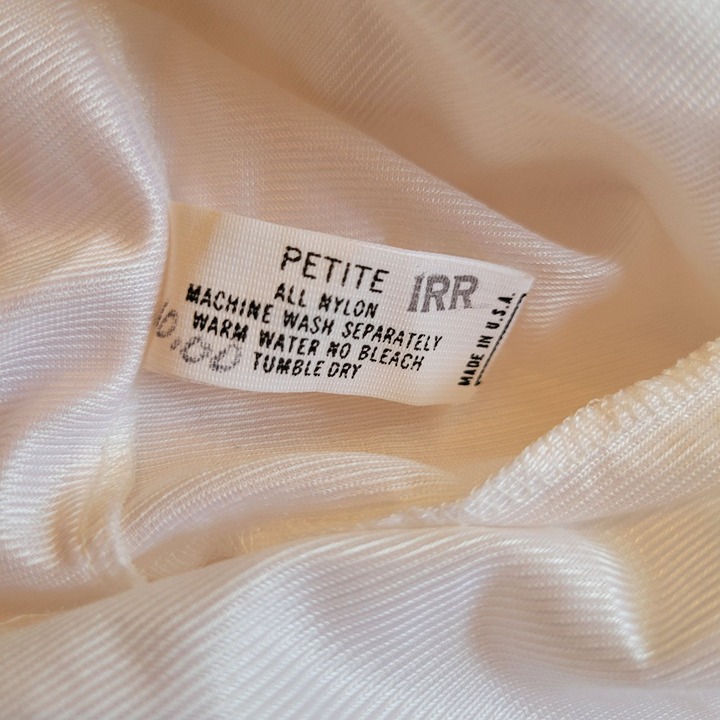 PETITE IRR
ALL NYLON
MACHINE WASH SEPARATELY
WARM WATER NO BLEACH
TUMBLE DRY
MADE IN U.S.A.